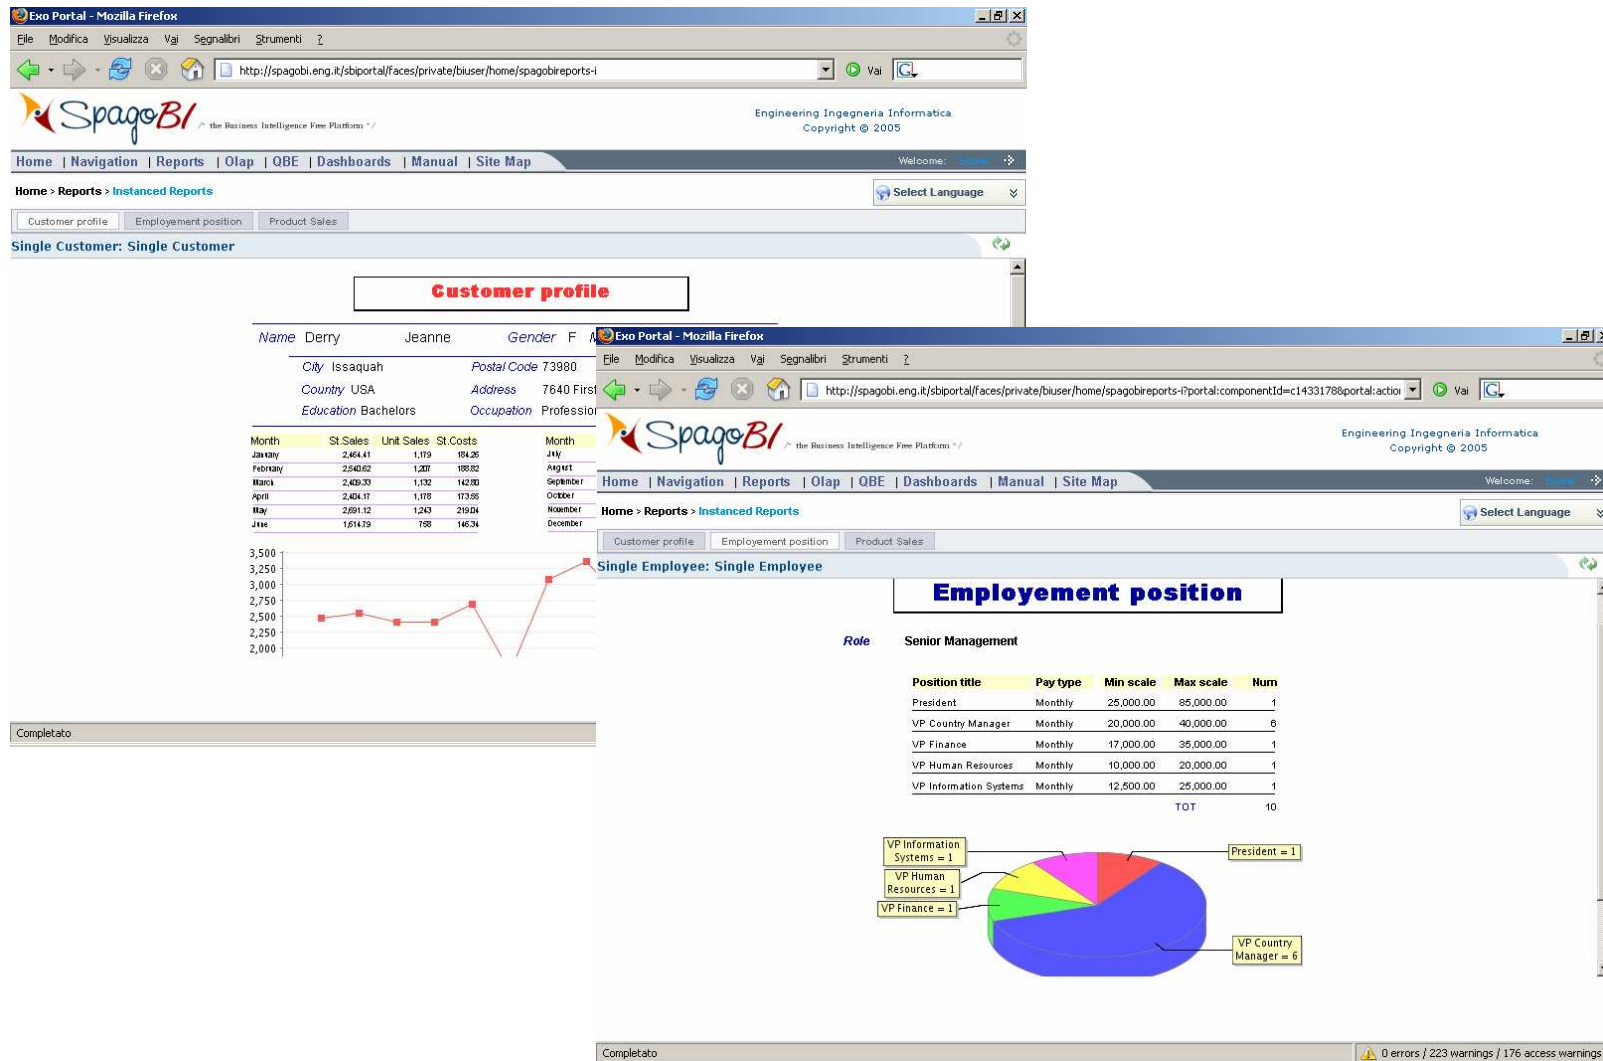 Exo Portal - Mozilla Firefox
File Modifica Visualizza Vai Segnalibri Strumenti ?
http://spagobi.eng.it/sbiportal/faces/private/biuser/home/spagobireports-i Vai
SpagoBI /* the Business Intelligence Free Platform */
Engineering Ingegneria Informatica
Copyright © 2005
Home | Navigation | Reports | Olap | QBE | Dashboards | Manual | Site Map Welcome:
Home > Reports > Instanced Reports Select Language
Customer profile Employement position Product Sales
Single Customer: Single Customer
Customer profile
Name Derry Jeanne Gender F
City Issaquah Postal Code 73980
Country USA Address 7640 First
Education Bachelors Occupation
Month St.Sales Unit Sales St.Costs Month
January 2,464.41 1,179 184.26 July
February 2,540.62 1,207 188.82 August
March 2,409.33 1,132 142.80 September
April 2,404.17 1,178 173.56 October
May 2,691.12 1,243 219.04 November
June 1,614.79 758 146.34 December
3,500
3,250
3,000
2,750
2,500
2,250
2,000
Completato
Exo Portal - Mozilla Firefox
File Modifica Visualizza Vai Segnalibri Strumenti ?
http://spagobi.eng.it/sbiportal/faces/private/biuser/home/spagobireports-i?portal:componentId=c1433178&portal:action Vai
SpagoBI /* the Business Intelligence Free Platform */
Engineering Ingegneria Informatica
Copyright © 2005
Home | Navigation | Reports | Olap | QBE | Dashboards | Manual | Site Map Welcome:
Home > Reports > Instanced Reports Select Language
Customer profile Employement position Product Sales
Single Employee: Single Employee
Employement position
Role Senior Management
Position title Pay type Min scale Max scale Num
President Monthly 25,000.00 85,000.00 1
VP Country Manager Monthly 20,000.00 40,000.00 6
VP Finance Monthly 17,000.00 35,000.00 1
VP Human Resources Monthly 10,000.00 20,000.00 1
VP Information Systems Monthly 12,500.00 25,000.00 1
TOT 10
VP Information
Systems = 1
President = 1
VP Human
Resources = 1
VP Finance = 1
VP Country
Manager = 6
Completato
0 errors / 223 warnings / 176 access warnings